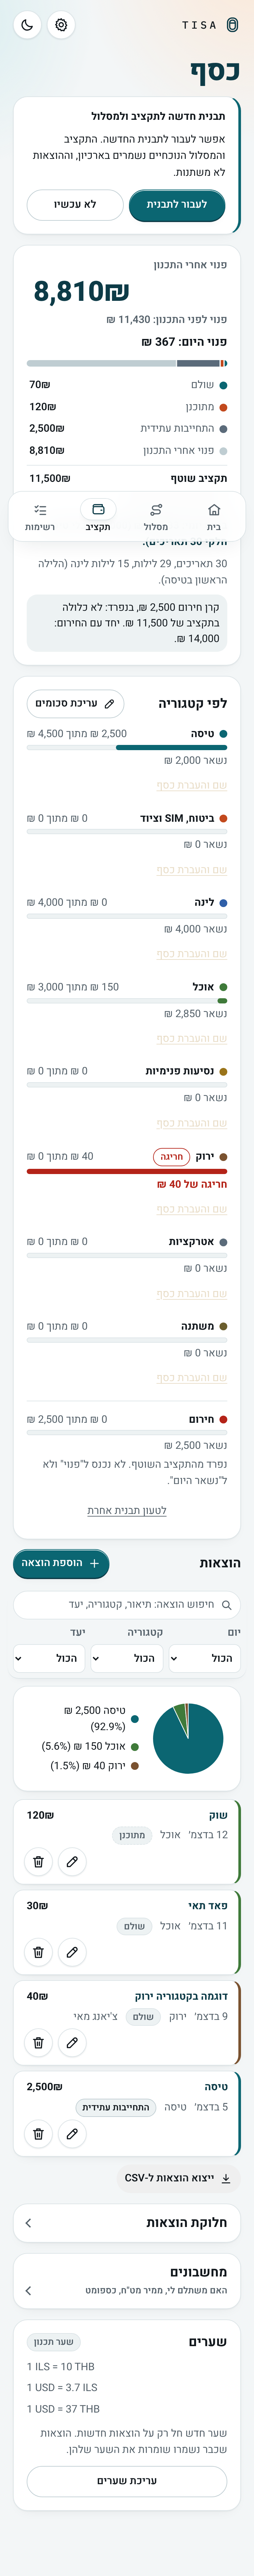 TISA
כסף
תבנית חדשה לתקציב ולמסלול
אפשר לעבור לתבנית החדשה. התקציב
והמסלול הנוכחיים נשמרים בארכיון, וההוצאות
לא משתנות.
לעבור לתבנית
לא עכשיו
פנוי אחרי התכנון
8,810₪
פנוי לפני התכנון: 11,430 ₪
פנוי היום: 367 ₪
שולם 70₪
מתוכנן 120₪
התחייבות עתידית 2,500₪
פנוי אחרי התכנון 8,810₪
תקציב שוטף 11,500₪
בית
מסלול
תקציב
רשימות
30 תאריכים, 29 לילות, 15 לילות לינה (הלילה
הראשון בטיסה).
קרן חירום 2,500 ₪, בנפרד: לא כלולה
בתקציב של 11,500 ₪. יחד עם החירום:
14,000 ₪.
לפי קטגוריה
עריכת סכומים
טיסה 2,500 ₪ מתוך 4,500 ₪
נשאר 2,000 ₪
שם והעברת כסף
ביטוח, SIM וציוד 0 ₪ מתוך 0 ₪
נשאר 0 ₪
שם והעברת כסף
לינה 0 ₪ מתוך 4,000 ₪
נשאר 4,000 ₪
שם והעברת כסף
אוכל 150 ₪ מתוך 3,000 ₪
נשאר 2,850 ₪
שם והעברת כסף
נסיעות פנימיות 0 ₪ מתוך 0 ₪
נשאר 0 ₪
שם והעברת כסף
ירוק חריגה 40 ₪ מתוך 0 ₪
חריגה של 40 ₪
שם והעברת כסף
אטרקציות 0 ₪ מתוך 0 ₪
נשאר 0 ₪
שם והעברת כסף
משתנה 0 ₪ מתוך 0 ₪
נשאר 0 ₪
שם והעברת כסף
חירום 0 ₪ מתוך 2,500 ₪
נשאר 2,500 ₪
נפרד מהתקציב השוטף. לא נכנס ל"פנוי" ולא
ל"נשאר היום".
לטעון תבנית אחרת
הוצאות
הוספת הוצאה
חיפוש הוצאה: תיאור, קטגוריה, יעד
יום
קטגוריה
יעד
הכול
הכול
הכול
טיסה 2,500 ₪
(92.9%)
אוכל 150 ₪ (5.6%)
ירוק 40 ₪ (1.5%)
שוק 120₪
12 בדצמ׳ אוכל מתוכנן
פאד תאי 30₪
11 בדצמ׳ אוכל שולם
דוגמה בקטגוריה ירוק 40₪
9 בדצמ׳ ירוק שולם צ'יאנג מאי
טיסה 2,500₪
5 בדצמ׳ טיסה התחייבות עתידית
ייצוא הוצאות ל-CSV
חלוקת הוצאות
מחשבונים
האם משתלם לי, ממיר מט"ח, כספומט
שערים
שער תכנון
1 ILS = 10 THB
1 USD = 3.7 ILS
1 USD = 37 THB
שער חדש חל רק על הוצאות חדשות. הוצאות
שכבר נשמרו שומרות את השער שלהן.
עריכת שערים